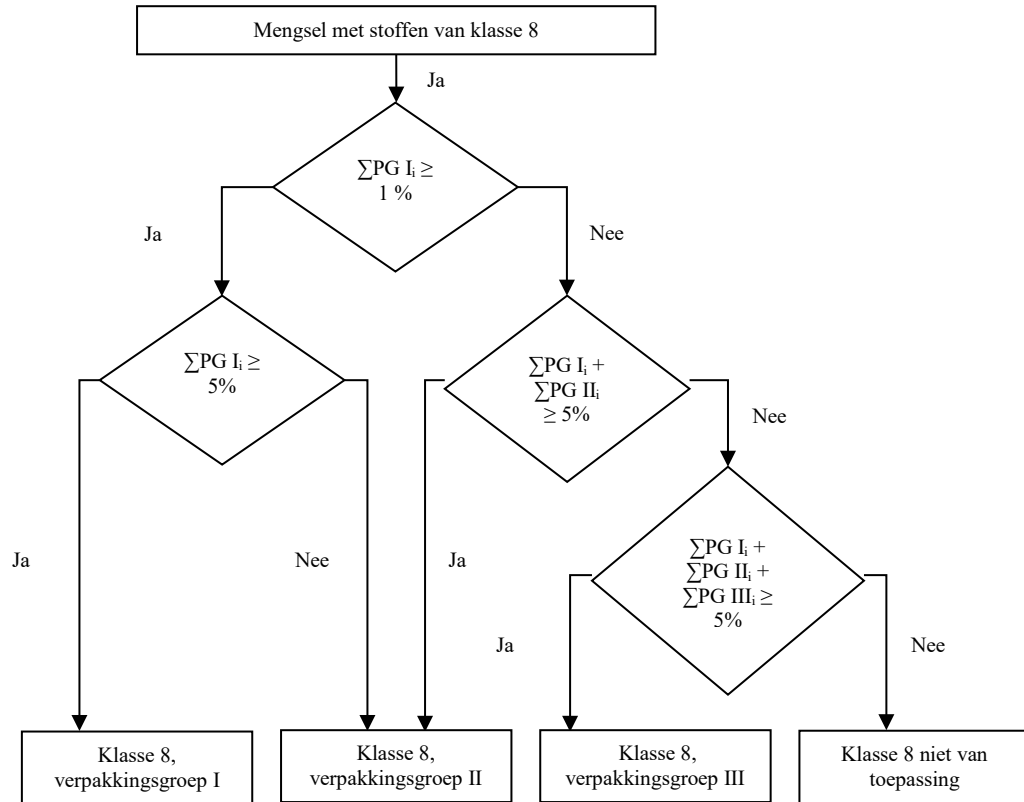 Mengsel met stoffen van klasse 8
Ja
∑PG Iᵢ ≥
1 %
Ja
Nee
∑PG Iᵢ ≥
5%
∑PG Iᵢ +
∑PG IIᵢ
≥ 5%
Nee
Ja
Nee
Ja
∑PG Iᵢ +
∑PG IIᵢ +
∑PG IIIᵢ ≥
5%
Ja
Nee
Klasse 8,
verpakkingsgroep I
Klasse 8,
verpakkingsgroep II
Klasse 8,
verpakkingsgroep III
Klasse 8 niet van
toepassing